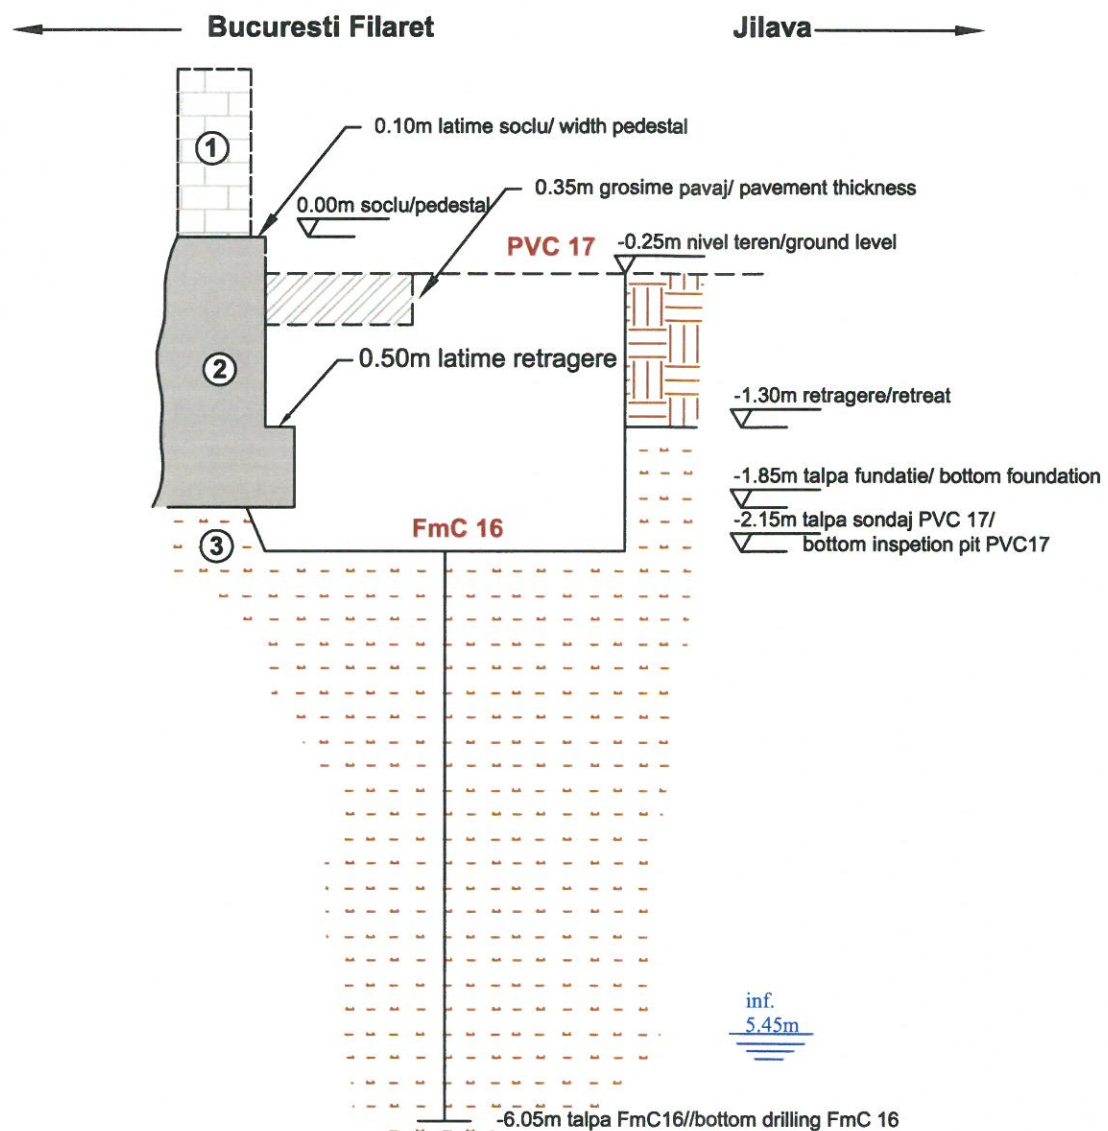 Bucuresti Filaret
Jilava
0.10m latime soclu/ width pedestal
1
0.35m grosime pavaj/ pavement thickness
0.00m soclu/pedestal
PVC 17
-0.25m nivel teren/ground level
2
0.50m latime retragere
-1.30m retragere/retreat
-1.85m talpa fundatie/ bottom foundation
FmC 16
-2.15m talpa sondaj PVC 17/
bottom inspetion pit PVC17
3
inf.
5.45m
-6.05m talpa FmC16//bottom drilling FmC 16